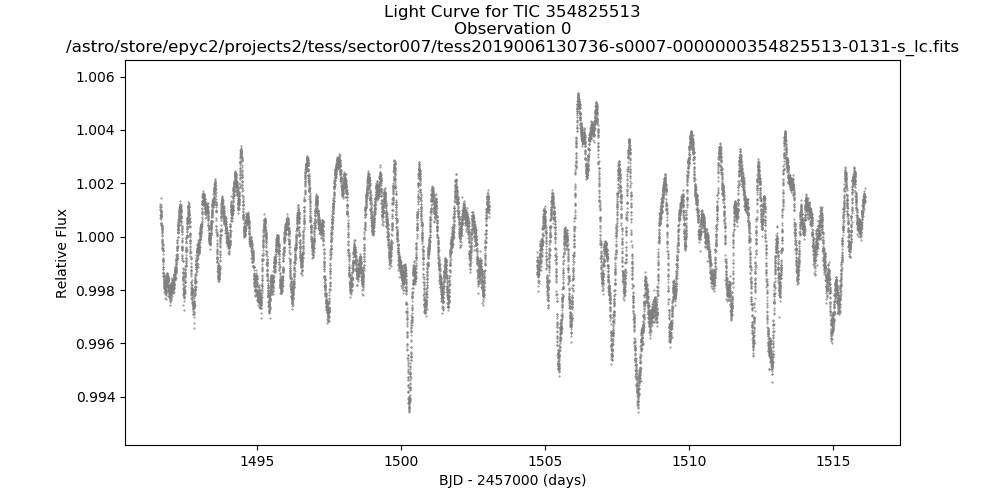 Light Curve for TIC 354825513
Observation 0
/astro/store/epyc2/projects2/tess/sector007/tess2019006130736-s0007-0000000354825513-0131-s_lc.fits
1.006
1.004
1.002
1.000
0.998
0.996
0.994
Relative Flux
1495
1500
1505
1510
1515
BJD - 2457000 (days)